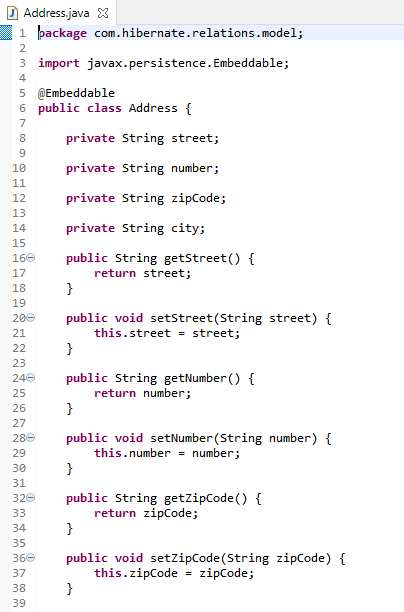 Address.java
1 package com.hibernate.relations.model;
2
3 import javax.persistence.Embeddable;
4
5 @Embeddable
6 public class Address {
7
8     private String street;
9
10     private String number;
11
12     private String zipCode;
13
14     private String city;
15
16     public String getStreet() {
17         return street;
18     }
19
20     public void setStreet(String street) {
21         this.street = street;
22     }
23
24     public String getNumber() {
25         return number;
26     }
27
28     public void setNumber(String number) {
29         this.number = number;
30     }
31
32     public String getZipCode() {
33         return zipCode;
34     }
35
36     public void setZipCode(String zipCode) {
37         this.zipCode = zipCode;
38     }
39